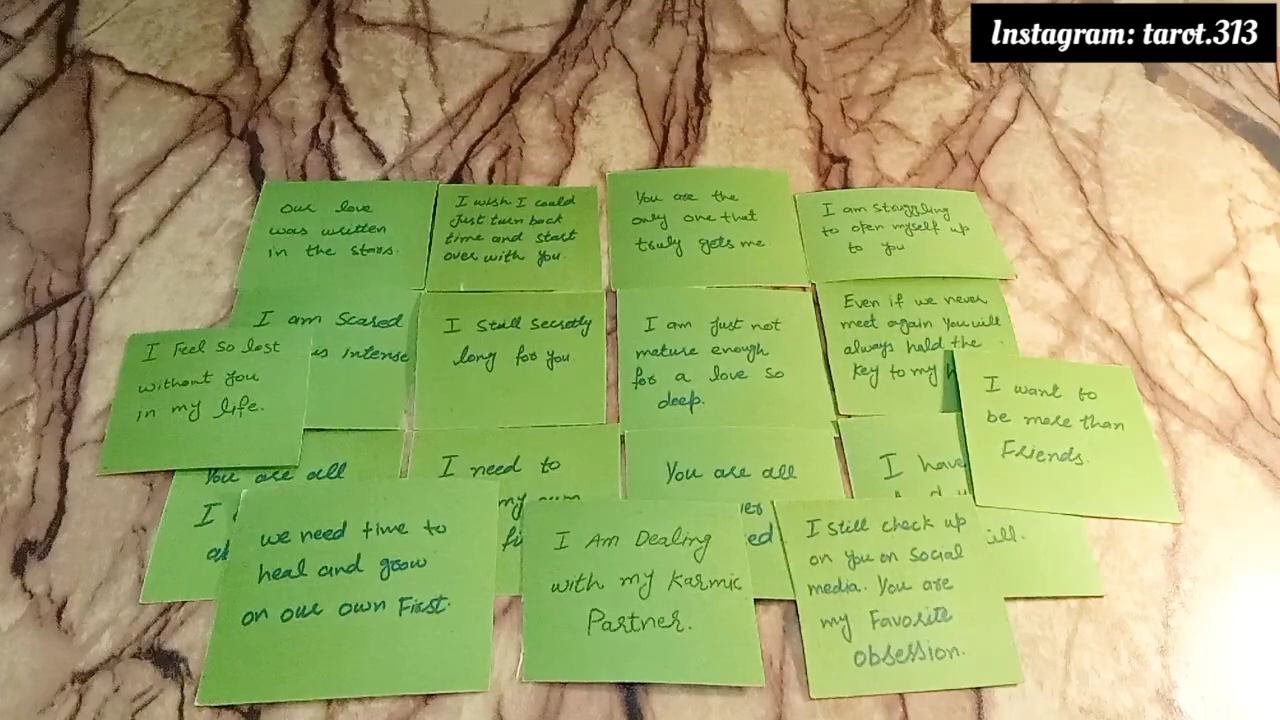 Instagram: tarot.313
our love
was written
in the stars.
I wish I could
Just turn back
time and start
over with you.
You are the
only one that
truly gets me.
I am struggling
to open myself up
to you
I am scared
is intense
I Feel so lost
without you
in my life.
I still secretly
long for you.
I am just not
mature enough
for a love so
deep.
Even if we never
meet again you will
always hold the
key to my
I want to
be more than
Friends.
You are all
I
I need to
my own
You are all
ed
I have
ill.
we need time to
heal and grow
on our own First.
I Am Dealing
with my Karmic
Partner.
I still check up
on you on social
media. You are
my Favorite
obsession.